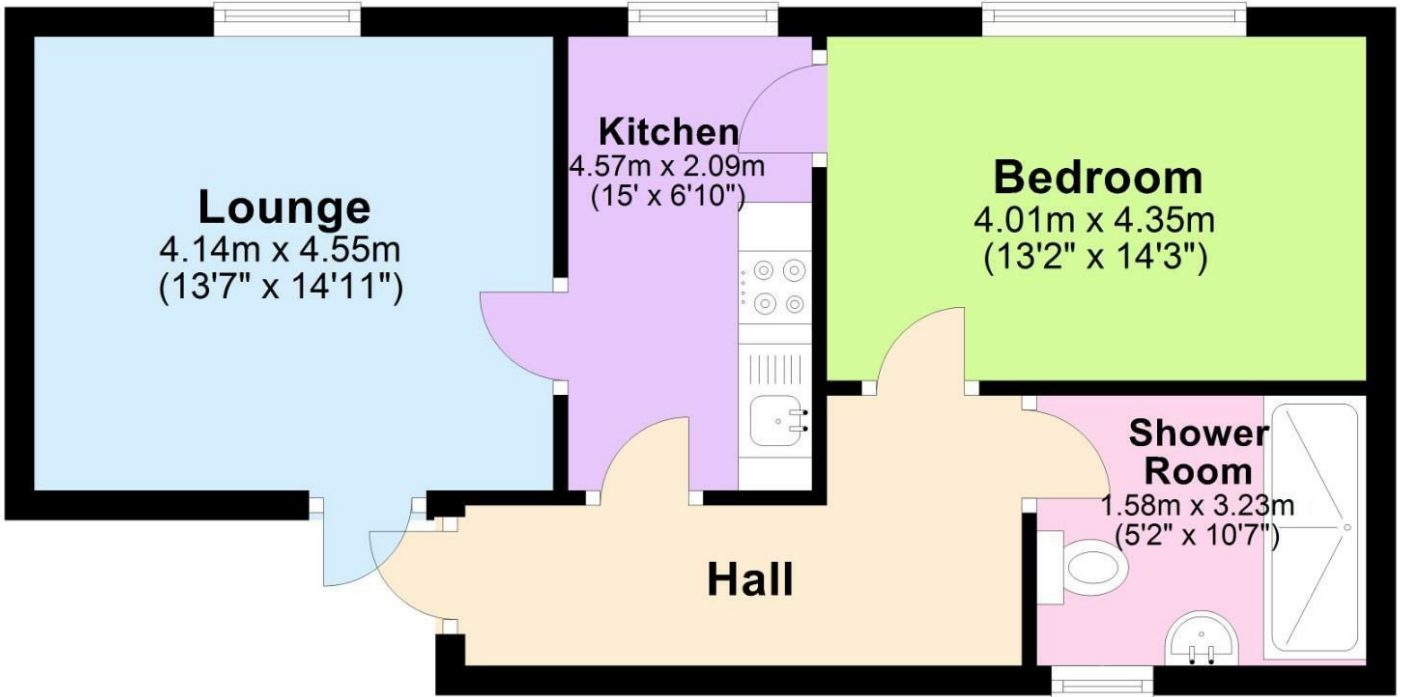 Lounge
4.14m x 4.55m
(13'7" x 14'11")
Kitchen
4.57m x 2.09m
(15' x 6'10")
Bedroom
4.01m x 4.35m
(13'2" x 14'3")
Shower
Room
1.58m x 3.23m
(5'2" x 10'7")
Hall